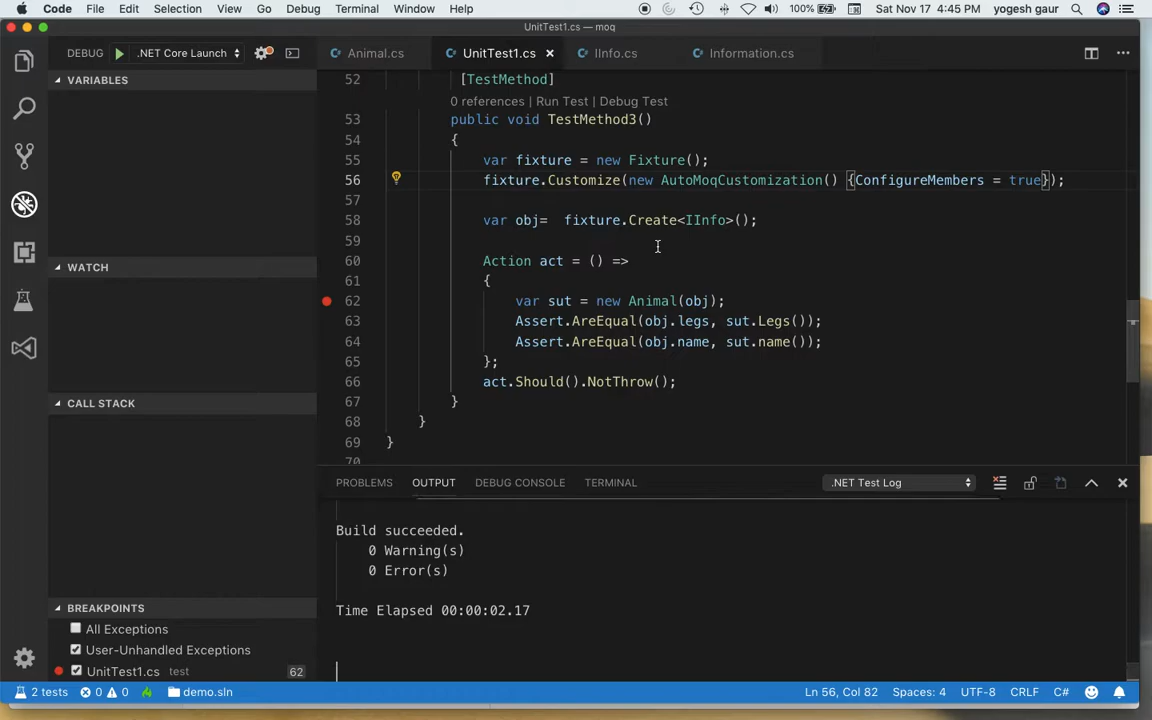 Code File Edit Selection View Go Debug Terminal Window Help 100% Sat Nov 17 4:45 PM yogesh gaur
UnitTest1.cs — moq
DEBUG .NET Core Launch Animal.cs UnitTest1.cs IInfo.cs Information.cs
VARIABLES
WATCH
CALL STACK
BREAKPOINTS
All Exceptions
User-Unhandled Exceptions
UnitTest1.cs test 62
52 [TestMethod]
0 references | Run Test | Debug Test
53 public void TestMethod3()
54 {
55 var fixture = new Fixture();
56 fixture.Customize(new AutoMoqCustomization() {ConfigureMembers = true});
57
58 var obj=  fixture.Create<IInfo>();
59
60 Action act = () =>
61 {
62 var sut = new Animal(obj);
63 Assert.AreEqual(obj.legs, sut.Legs());
64 Assert.AreEqual(obj.name, sut.name());
65 };
66 act.Should().NotThrow();
67 }
68 }
69 }
70
PROBLEMS OUTPUT DEBUG CONSOLE TERMINAL .NET Test Log
Build succeeded.
0 Warning(s)
0 Error(s)
Time Elapsed 00:00:02.17
2 tests 0 0 demo.sln Ln 56, Col 82 Spaces: 4 UTF-8 CRLF C#